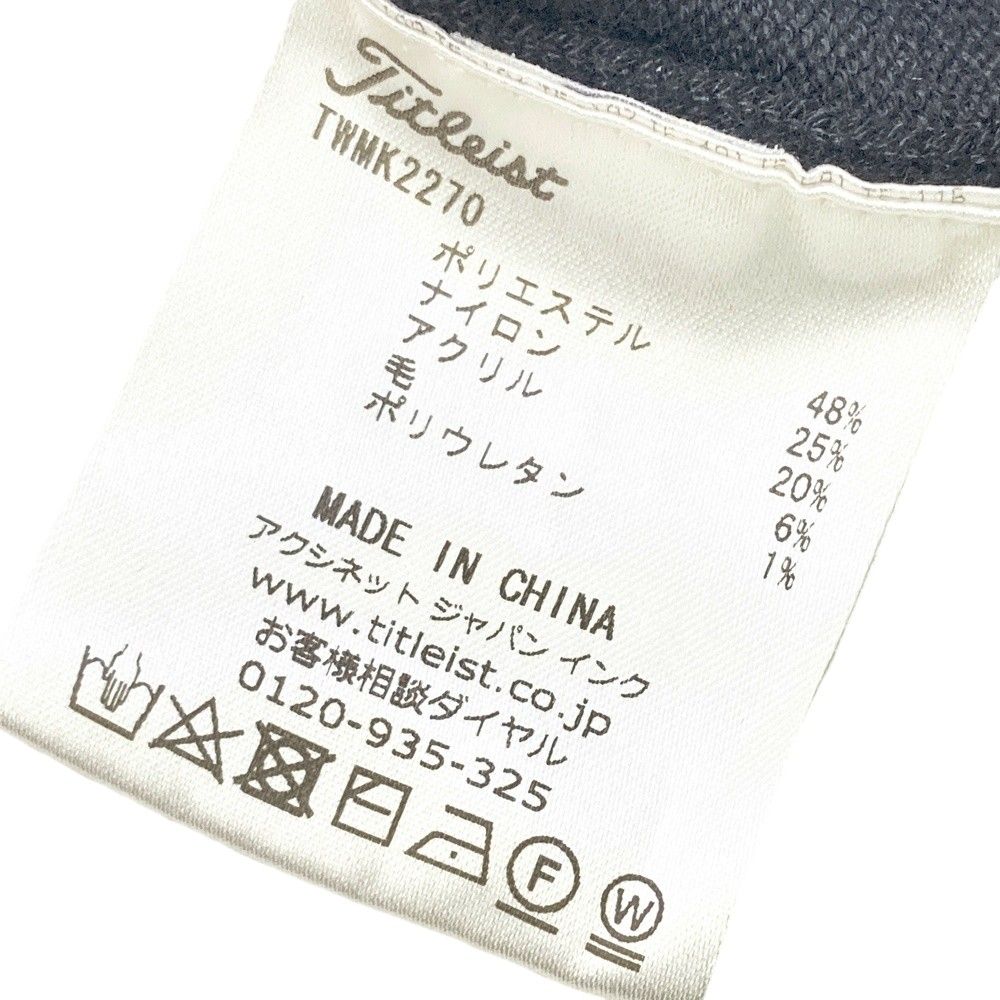 Titleist
TWMK2270
ポリエステル 48%
ナイロン 25%
アクリル 20%
毛 6%
ポリウレタン 1%
MADE IN CHINA
アクシネット ジャパン インク
www.titleist.co.jp
お客様相談ダイヤル
0120-935-325
F
W